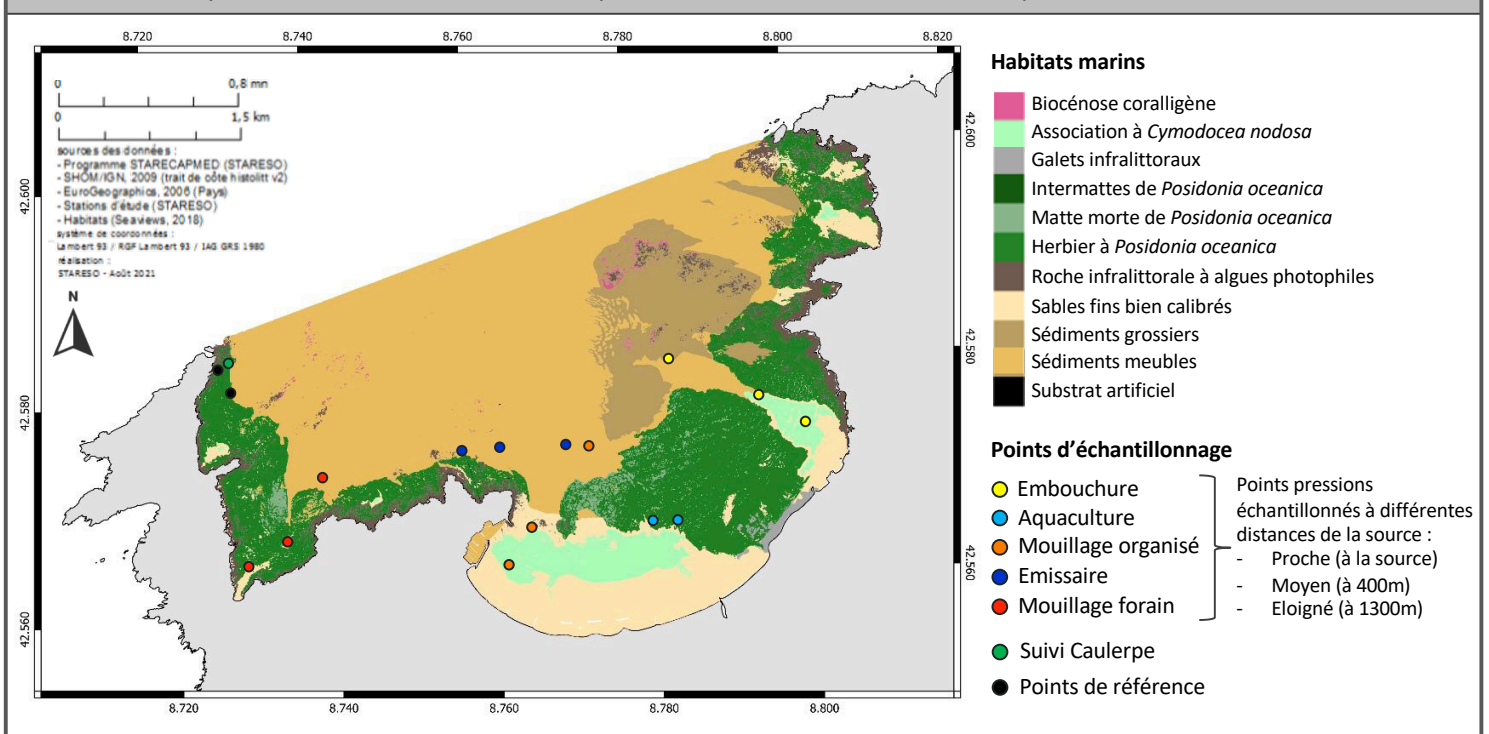 8.720 8.740 8.760 8.780 8.800 8.820
0 0,8 mn
0 1,5 km
sources des données :
- Programme STARECAPMED (STARESO)
- SHOM/IGN, 2009 (trait de côte histolitt v2)
- EuroGeographics, 2006 (Pays)
- Stations d'étude (STARESO)
- Habitats (Seaviews, 2018)
système de coordonnées :
Lambert 93 / RGF Lambert 93 / IAG GRS 1980
réalisation :
STARESO - Août 2021
N
42.600
42.580
42.560
42.600
42.580
42.560
8.720 8.740 8.760 8.780 8.800
Habitats marins
Biocénose coralligène
Association à Cymodocea nodosa
Galets infralittoraux
Intermattes de Posidonia oceanica
Matte morte de Posidonia oceanica
Herbier à Posidonia oceanica
Roche infralittorale à algues photophiles
Sables fins bien calibrés
Sédiments grossiers
Sédiments meubles
Substrat artificiel
Points d'échantillonnage
Embouchure
Aquaculture
Mouillage organisé
Emissaire
Mouillage forain
Points pressions
échantillonnés à différentes
distances de la source :
- Proche (à la source)
- Moyen (à 400m)
- Eloigné (à 1300m)
Suivi Caulerpe
Points de référence